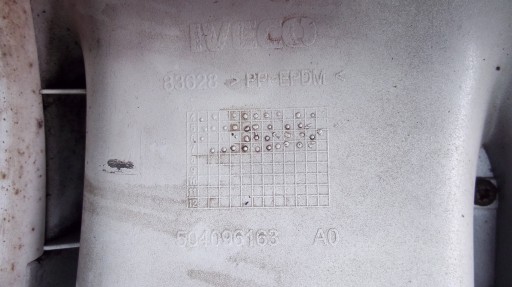 IVECO
83628 > PP-EPDM <
504096163 A0